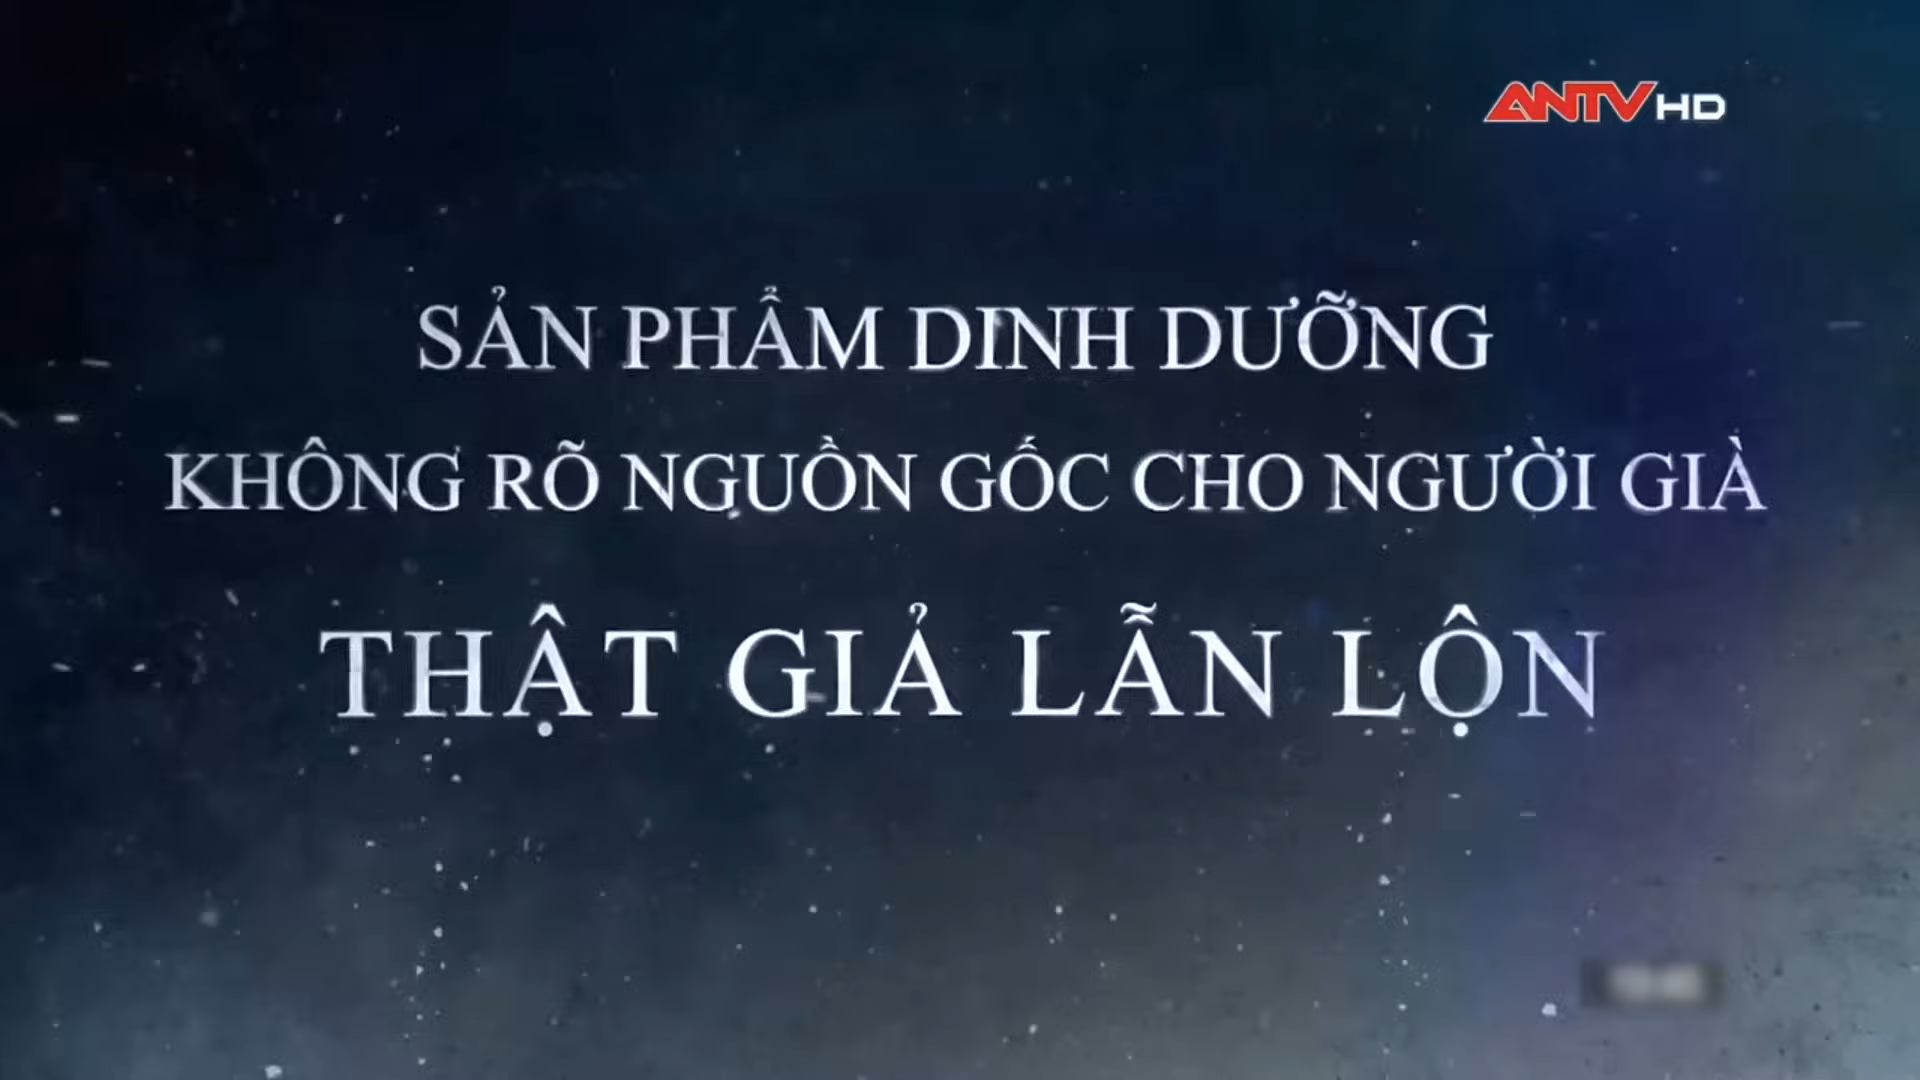 ANTV HD
SẢN PHẨM DINH DƯỠNG
KHÔNG RÕ NGUỒN GỐC CHO NGƯỜI GIÀ
THẬT GIẢ LẪN LỘN